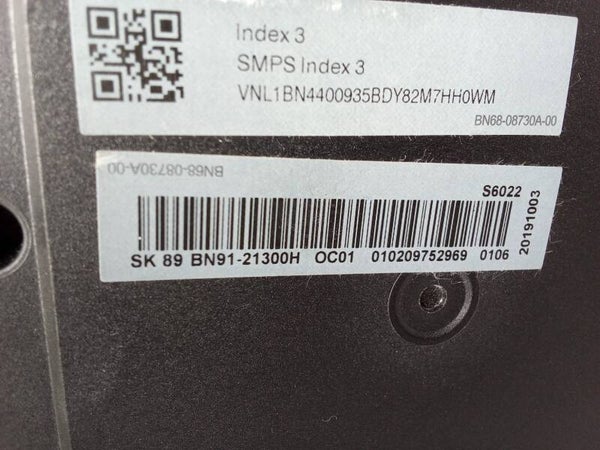 Index 3
SMPS Index 3
VNL1BN4400935BDY82M7HH0WM
BN68-08730A-00
BN68-08730A-00
S6022
20191003
SK 89 BN91-21300H OC01 010209752969 0106